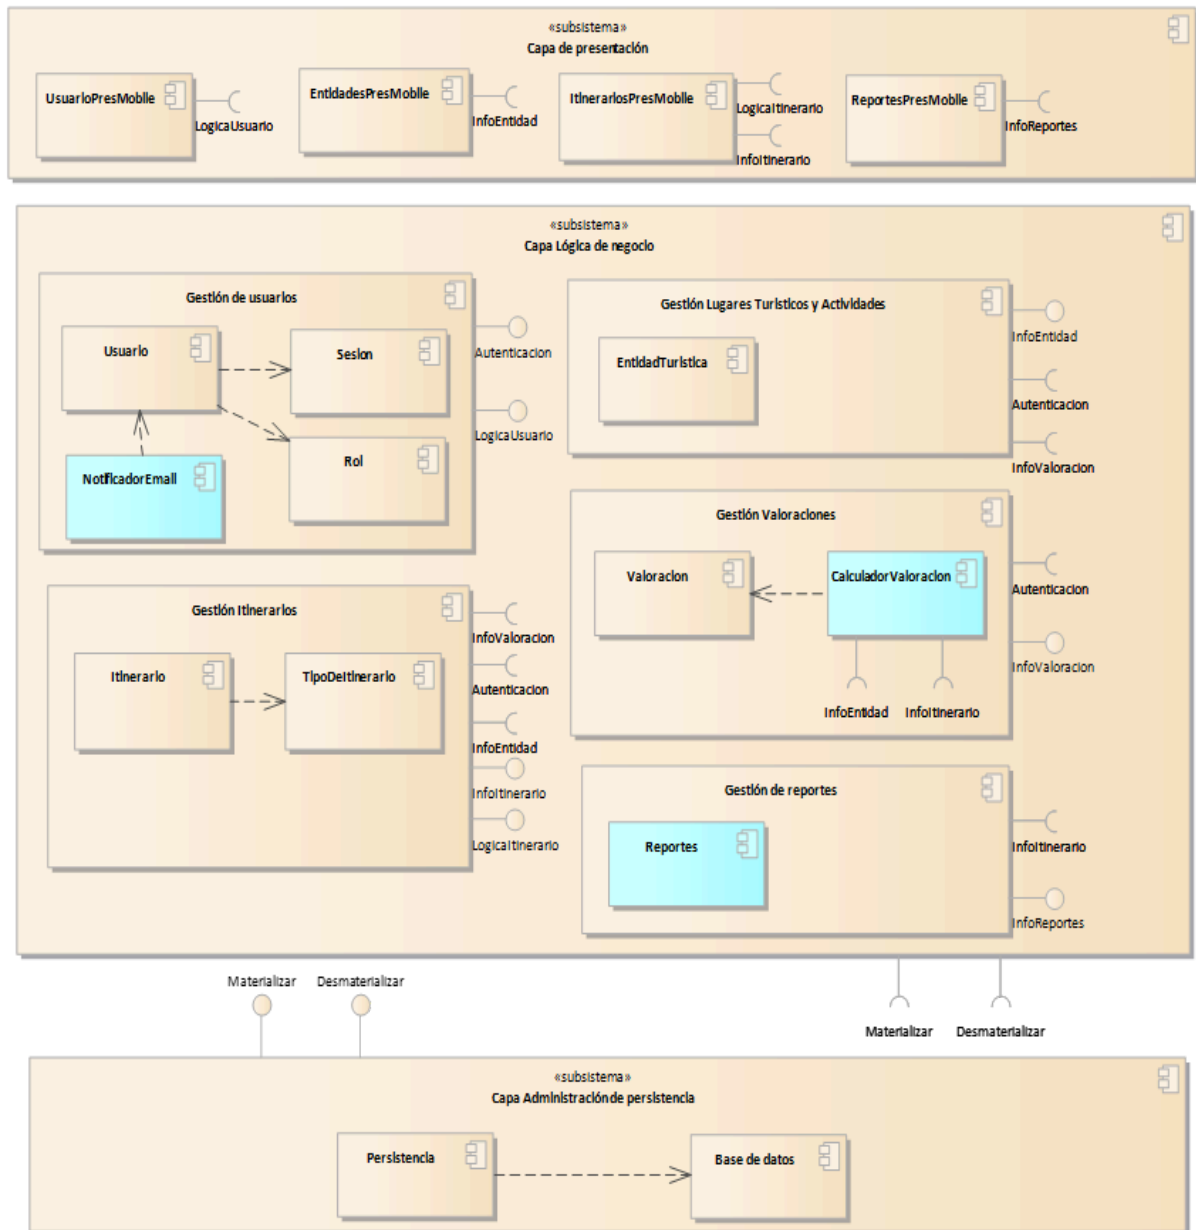 «subsistema»
Capa de presentación
UsuarioPresMobile
LogicaUsuario
EntidadesPresMobile
InfoEntidad
ItinerariosPresMobile
LogicaItinerario
InfoItinerario
ReportesPresMobile
InfoReportes
«subsistema»
Capa Lógica de negocio
Gestión de usuarios
Usuario
Sesion
Rol
NotificadorEmail
Autenticacion
LogicaUsuario
Gestión Lugares Turisticos y Actividades
EntidadTuristica
InfoEntidad
Autenticacion
InfoValoracion
Gestión Valoraciones
Valoracion
CalculadorValoracion
InfoEntidad
InfoItinerario
Autenticacion
InfoValoracion
Gestión Itinerarios
Itinerario
TipoDeItinerario
InfoValoracion
Autenticacion
InfoEntidad
InfoItinerario
LogicaItinerario
Gestión de reportes
Reportes
InfoItinerario
InfoReportes
Materializar
Desmaterializar
Materializar
Desmaterializar
«subsistema»
Capa Administración de persistencia
Persistencia
Base de datos